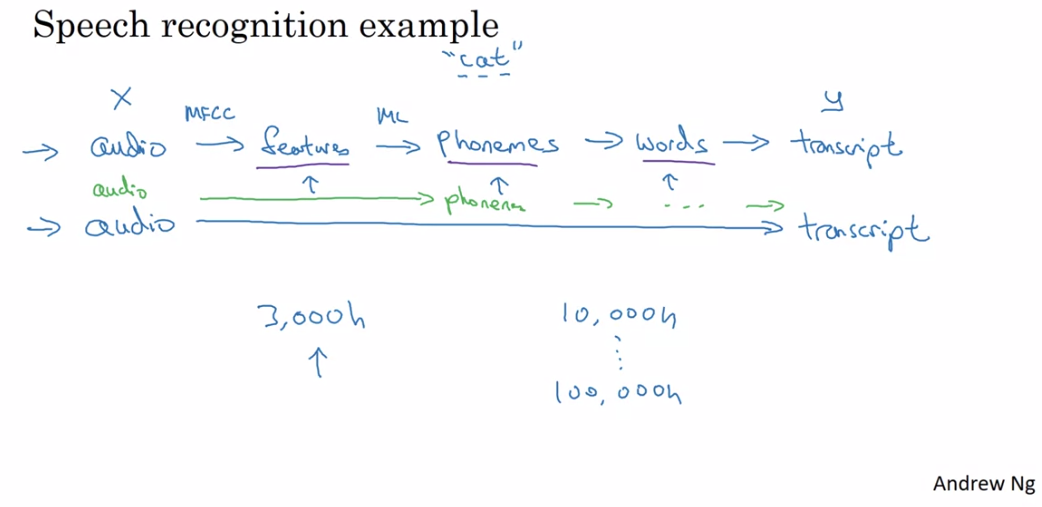 Speech recognition example
"cat"
X MFCC ML y
→ audio → features → phonemes → words → transcript
audio → phonemes → ... →
→ audio → transcript
3,000h 10,000h
100,000h
Andrew Ng